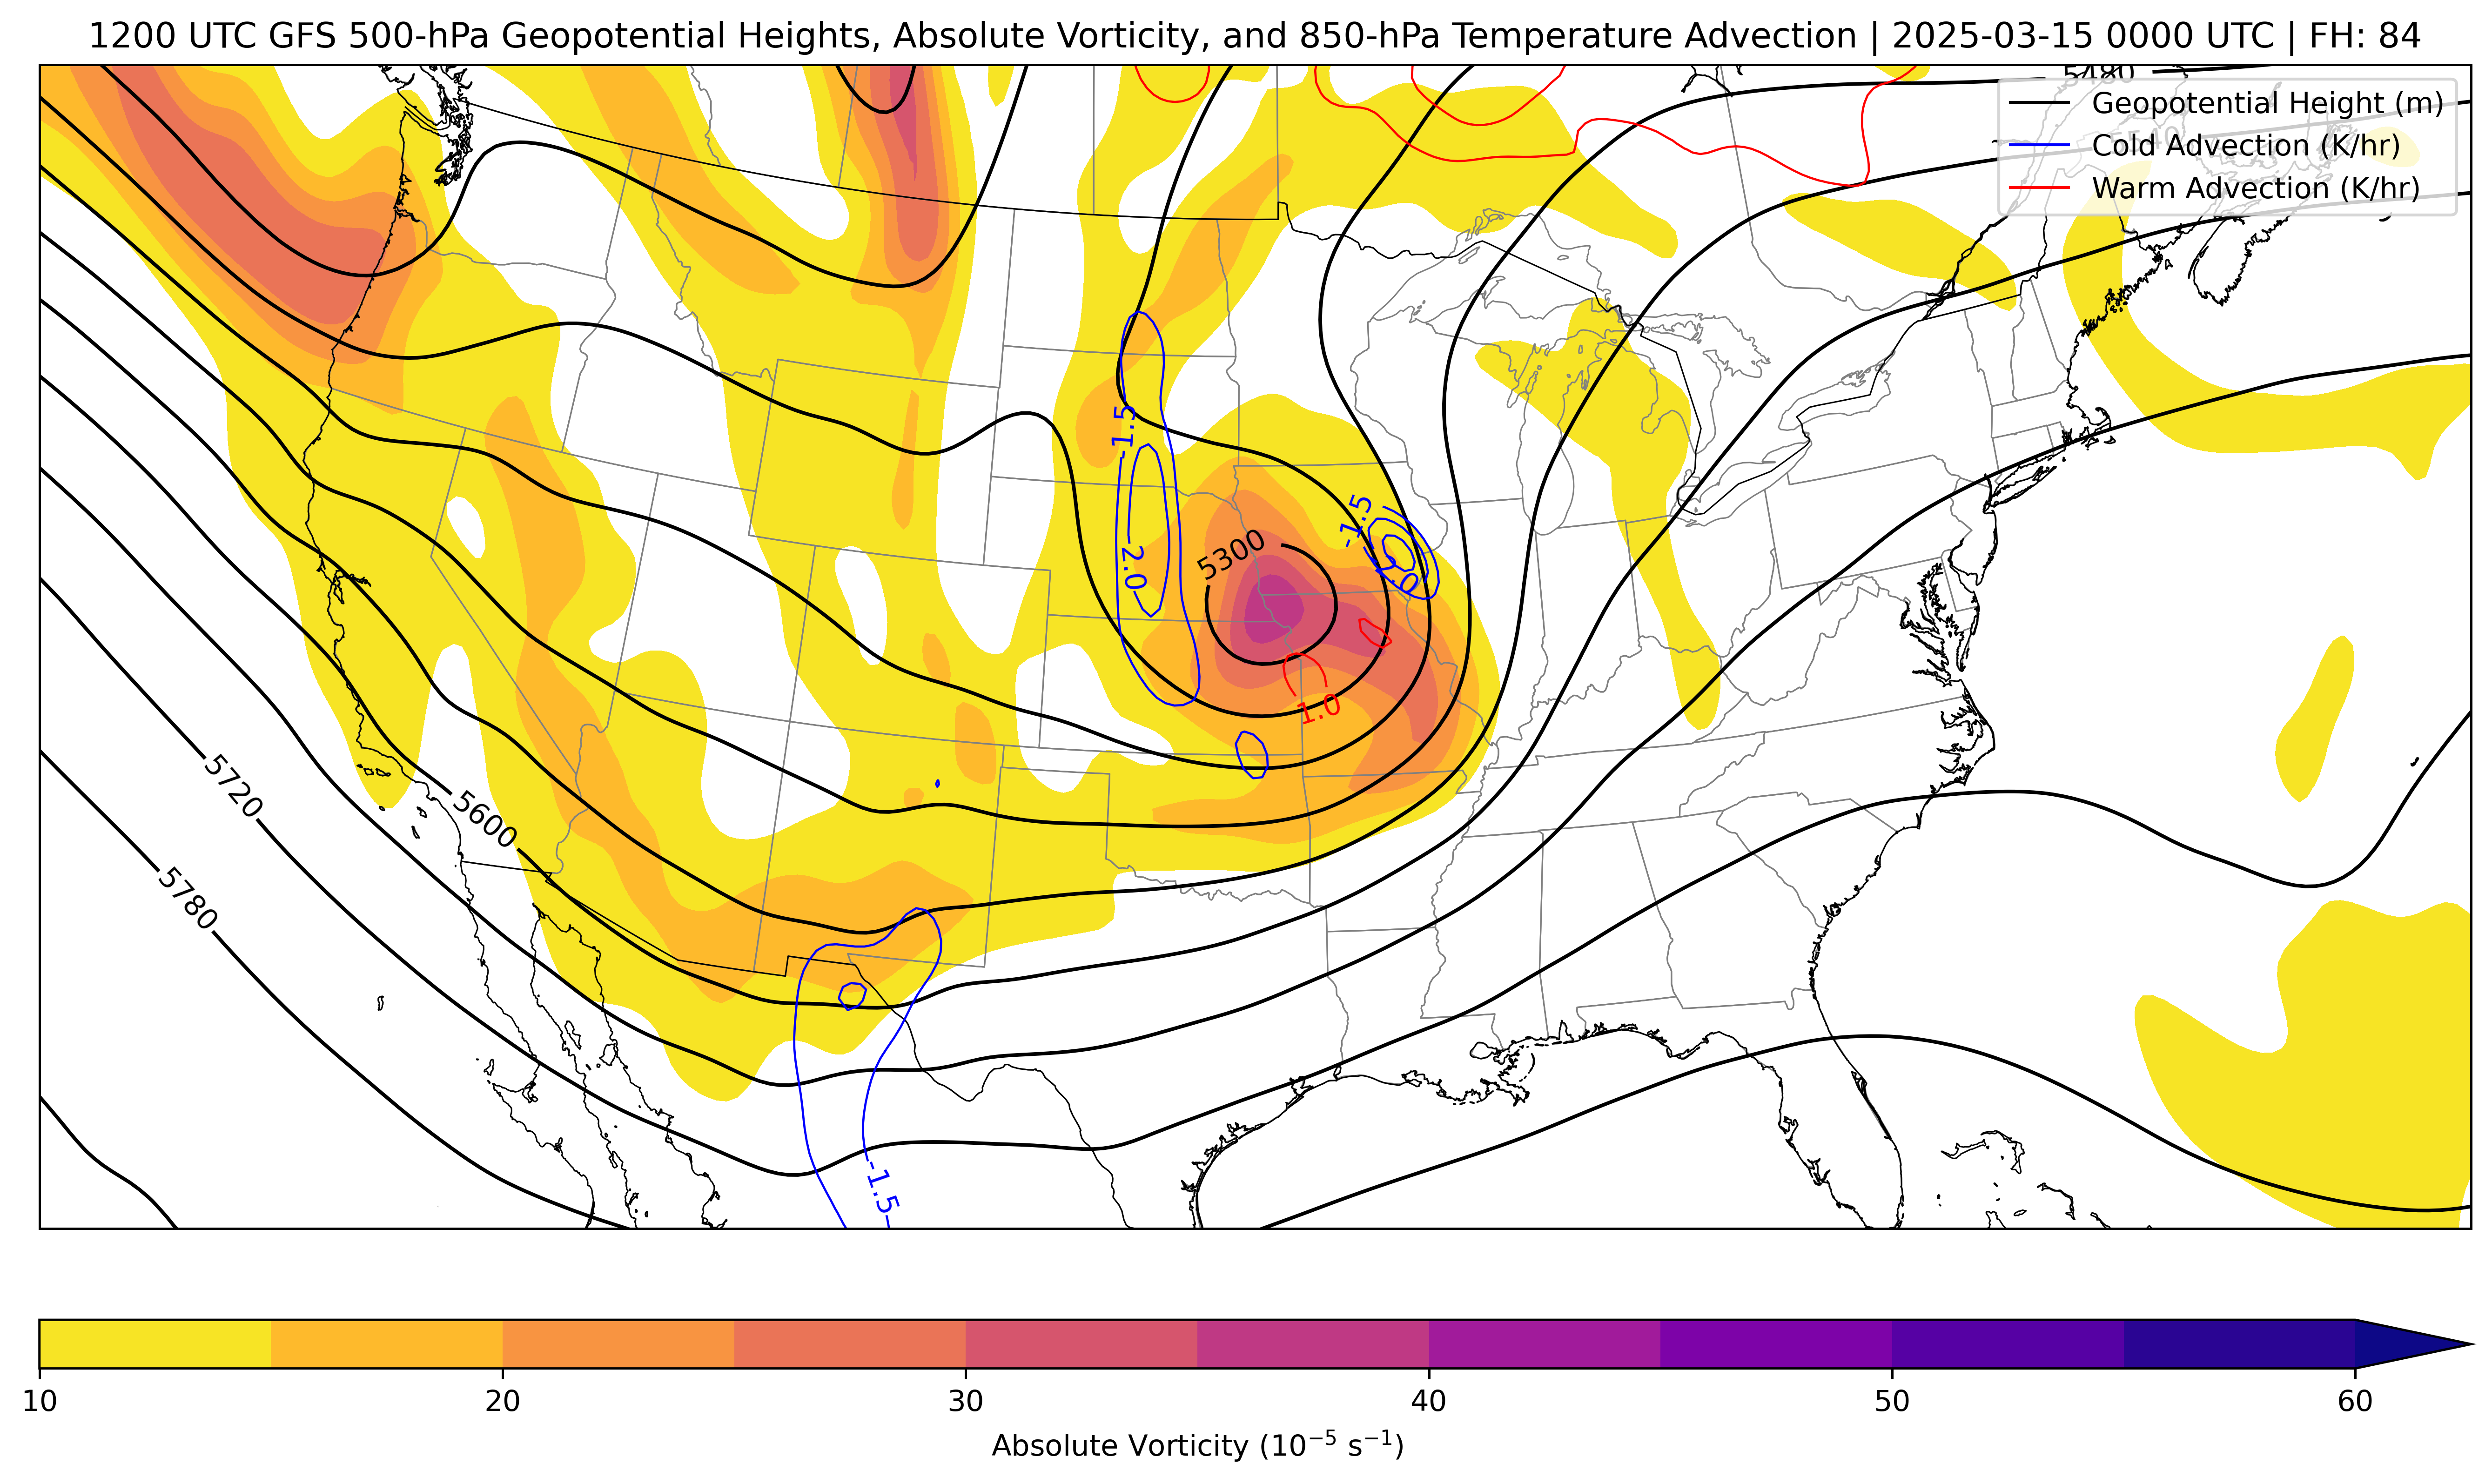 1200 UTC GFS 500-hPa Geopotential Heights, Absolute Vorticity, and 850-hPa Temperature Advection | 2025-03-15 0000 UTC | FH: 84
5480
Geopotential Height (m)
Cold Advection (K/hr)
Warm Advection (K/hr)
-1.5
-1.5
5300
-2.0
-2.0
1.0
5720
5600
5780
-1.5
10 20 30 40 50 60
Absolute Vorticity (10⁻⁵ s⁻¹)